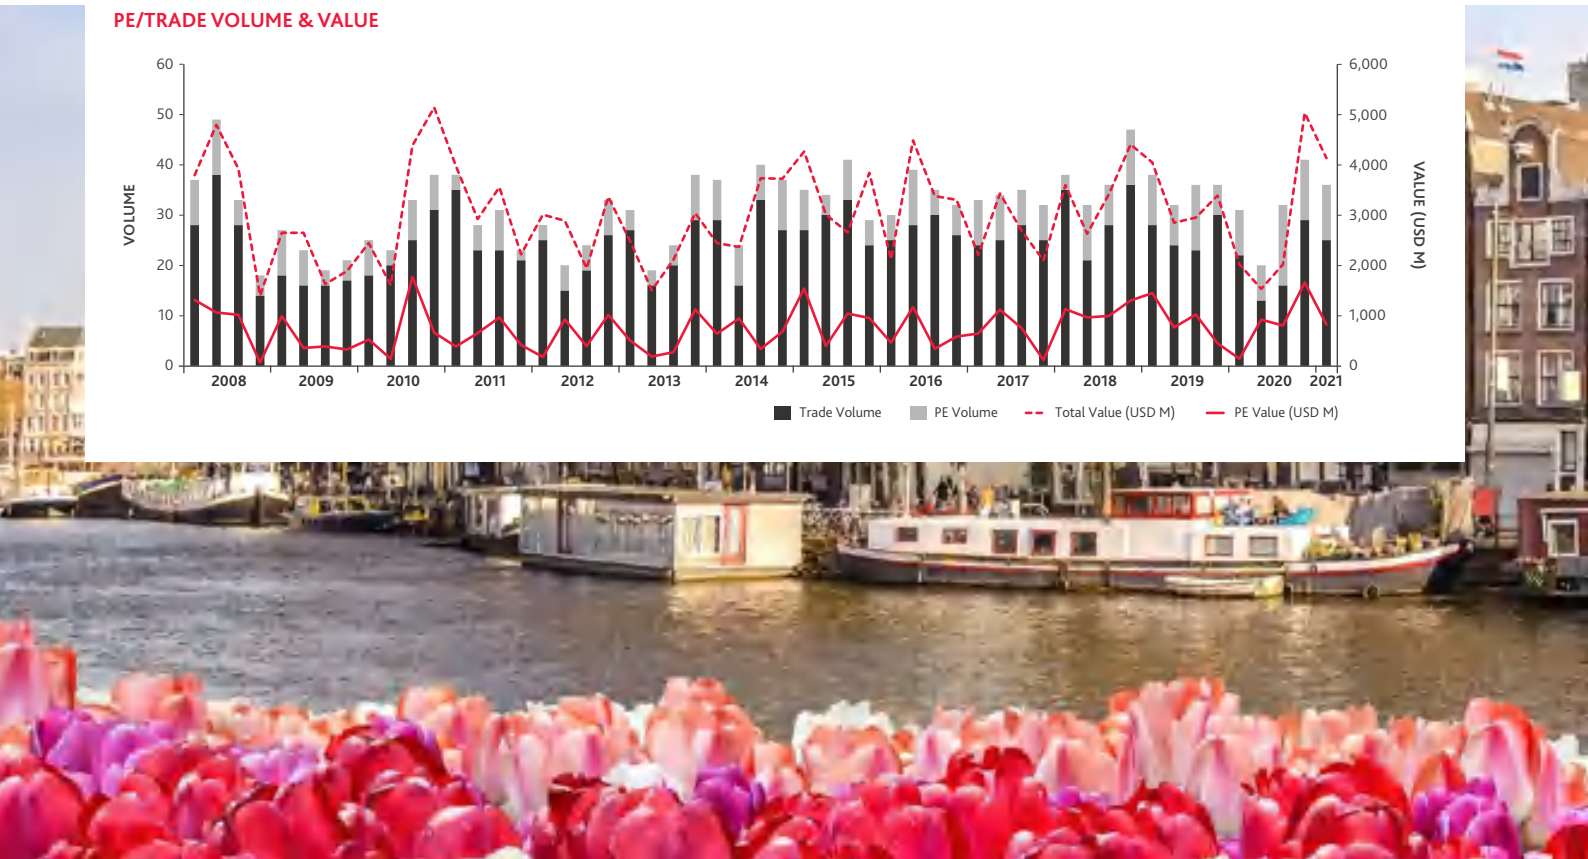 PE/TRADE VOLUME & VALUE
60
50
40
30
20
10
0
VOLUME
6,000
5,000
4,000
3,000
2,000
1,000
0
VALUE (USD M)
2008 2009 2010 2011 2012 2013 2014 2015 2016 2017 2018 2019 2020 2021
Trade Volume PE Volume Total Value (USD M) PE Value (USD M)